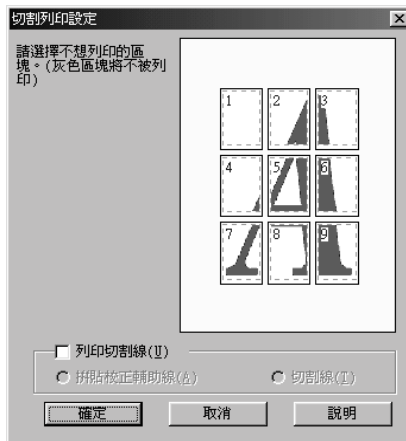 切割列印設定
請選擇不想列印的區
塊。(灰色區塊將不被列
印)
1 2 3
4 5 6
7 8 9
列印切割線(U)
拼貼校正輔助線(A) 切割線(T)
確定 取消 說明